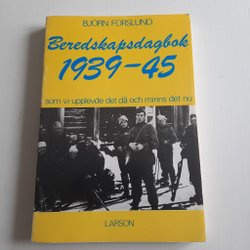 BJÖRN FORSLUND
Beredskapsdagbok
1939-45
som vi upplevde det då och minns det nu
LARSON